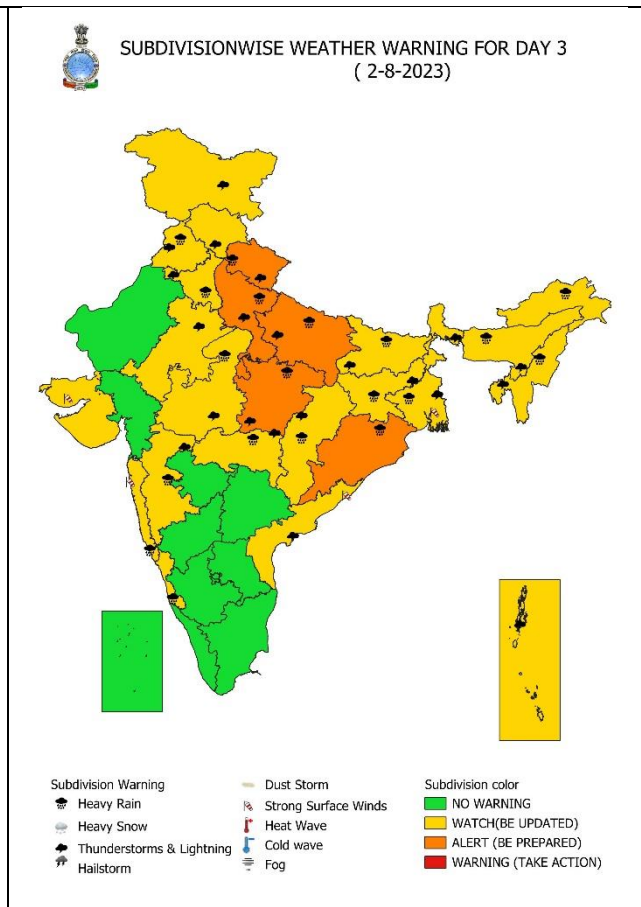 SUBDIVISIONWISE WEATHER WARNING FOR DAY 3
( 2-8-2023)
Subdivision Warning
Heavy Rain
Heavy Snow
Thunderstorms & Lightning
Hailstorm
Dust Storm
Strong Surface Winds
Heat Wave
Cold wave
Fog
Subdivision color
NO WARNING
WATCH(BE UPDATED)
ALERT (BE PREPARED)
WARNING (TAKE ACTION)